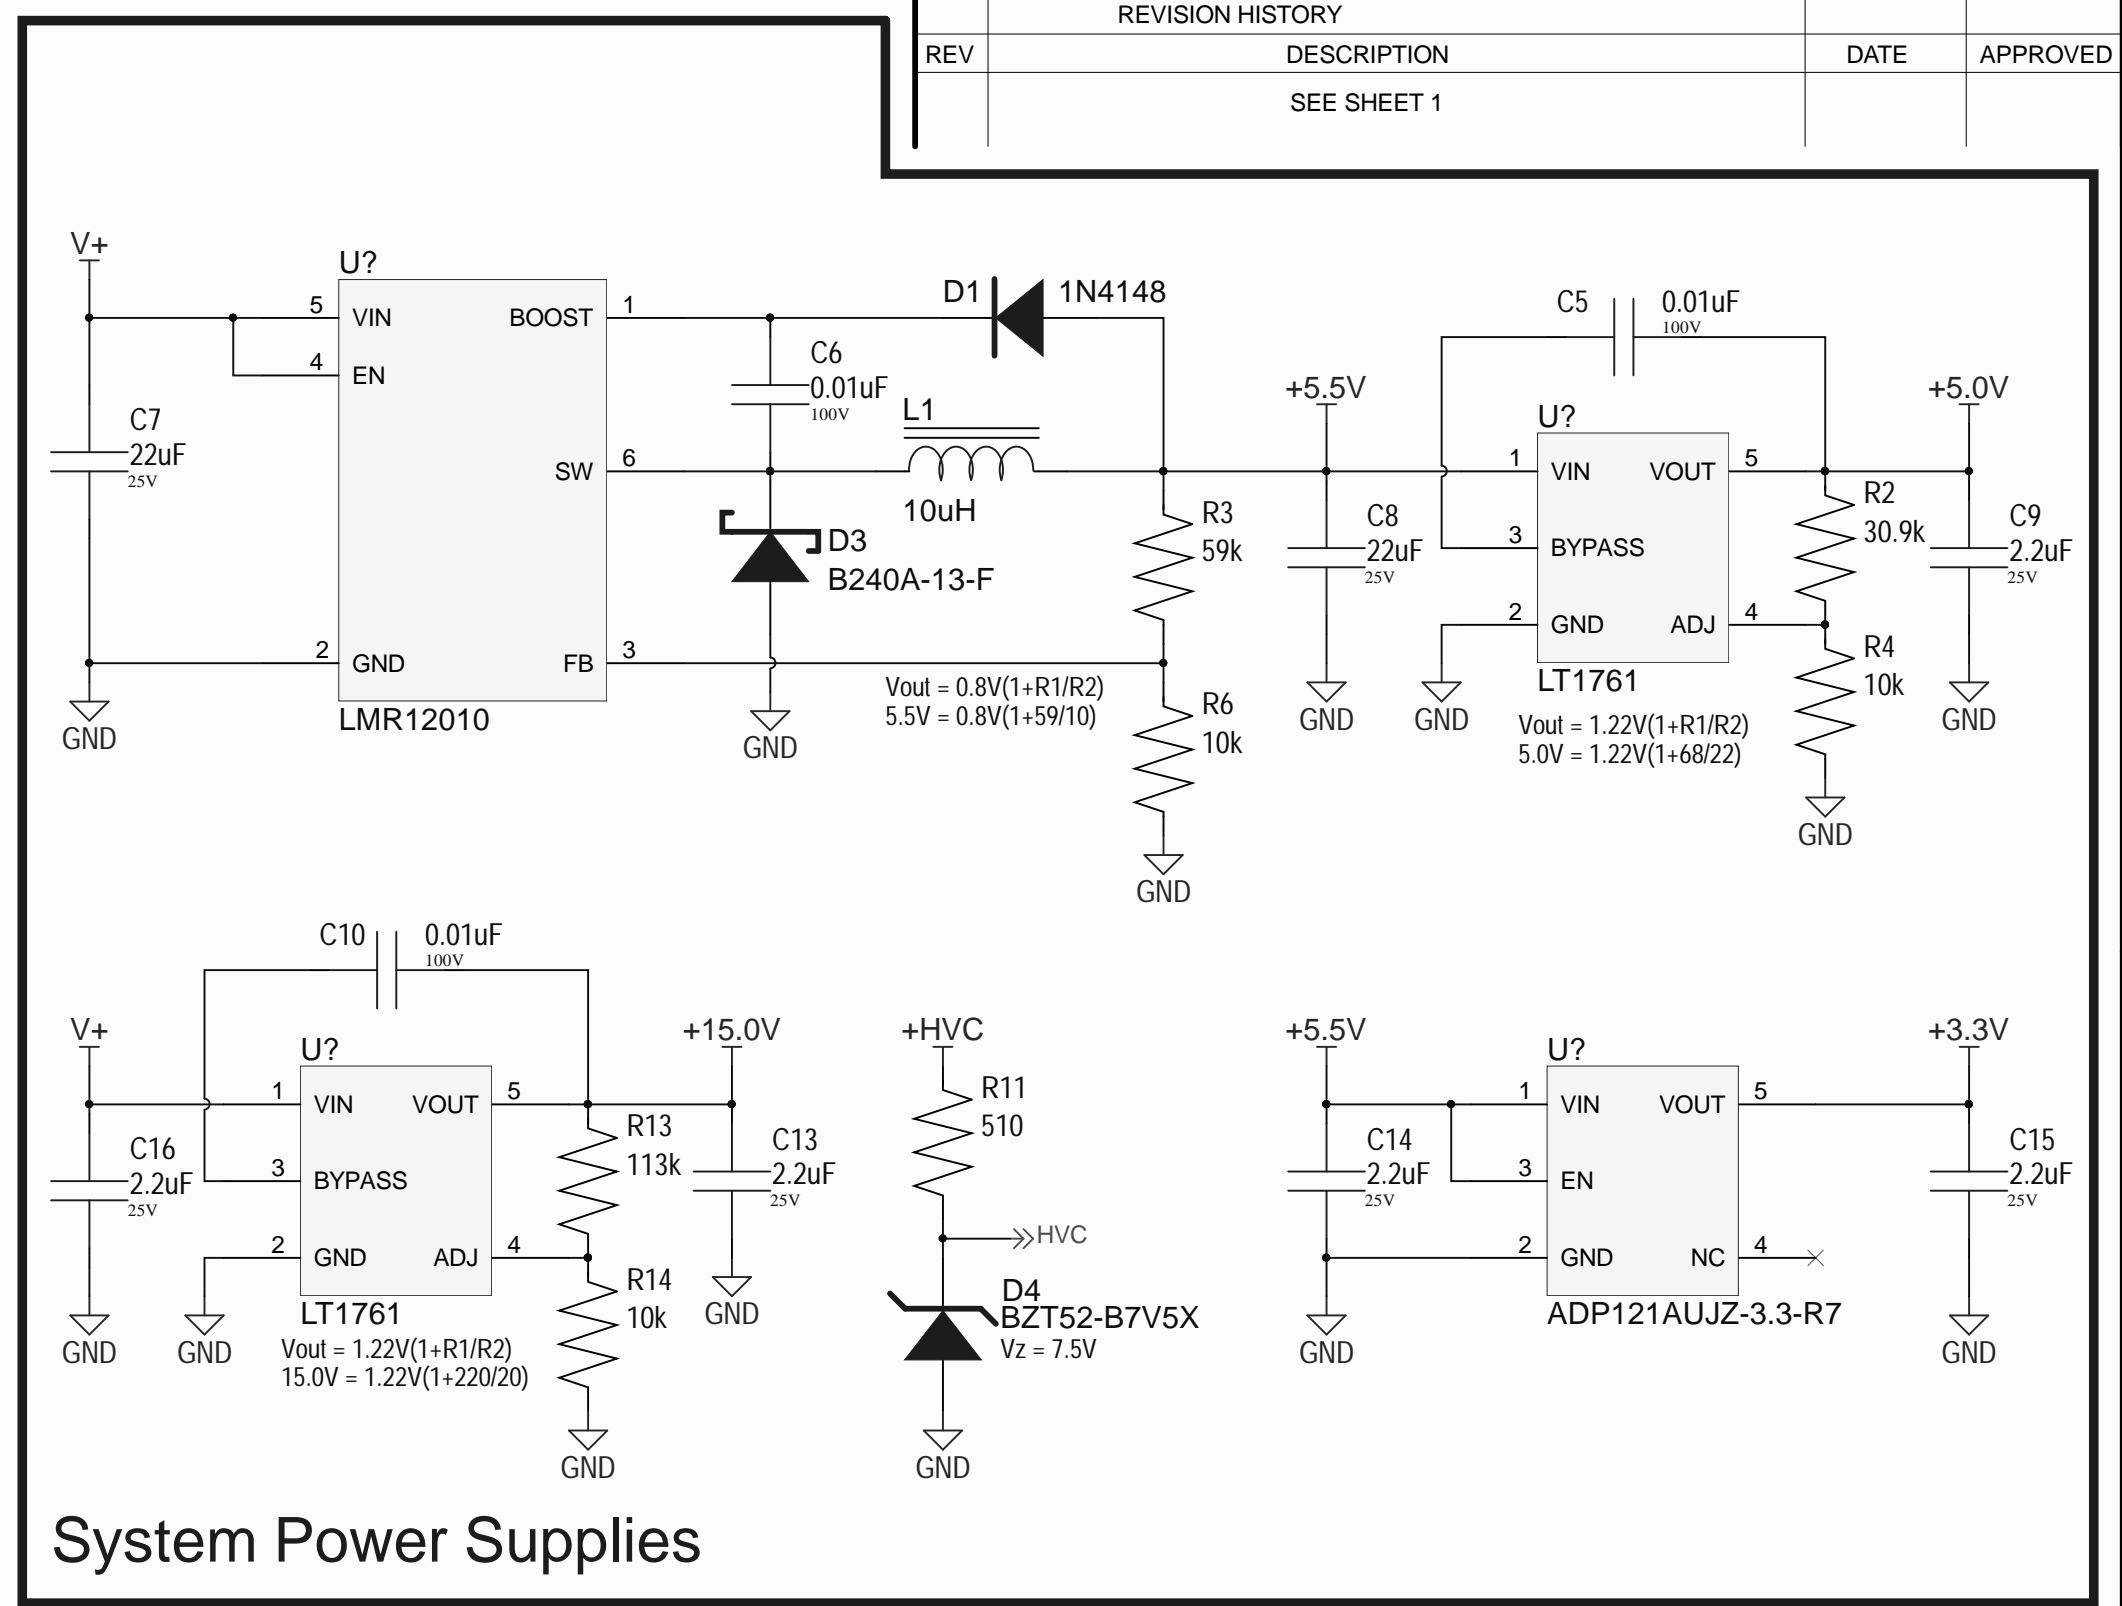 REVISION HISTORY
REV DESCRIPTION DATE APPROVED
SEE SHEET 1
V+
U?
5 VIN
4 EN
2 GND
BOOST 1
SW 6
FB 3
LMR12010
C7
22uF
25V
GND
C6
0.01uF
100V
D1 1N4148
L1
10uH
D3
B240A-13-F
GND
Vout = 0.8V(1+R1/R2)
5.5V = 0.8V(1+59/10)
R3
59k
R6
10k
GND
+5.5V
C8
22uF
25V
GND
C5 0.01uF
100V
U?
1 VIN
3 BYPASS
2 GND
VOUT 5
ADJ 4
LT1761
GND
Vout = 1.22V(1+R1/R2)
5.0V = 1.22V(1+68/22)
R2
30.9k
R4
10k
GND
+5.0V
C9
2.2uF
25V
GND
C10 0.01uF
100V
V+
U?
1 VIN
3 BYPASS
2 GND
VOUT 5
ADJ 4
LT1761
C16
2.2uF
25V
GND
GND
Vout = 1.22V(1+R1/R2)
15.0V = 1.22V(1+220/20)
R13
113k
R14
10k
GND
+15.0V
C13
2.2uF
25V
GND
+HVC
R11
510
HVC
D4
BZT52-B7V5X
Vz = 7.5V
GND
+5.5V
U?
1 VIN
3 EN
2 GND
VOUT 5
NC 4
ADP121AUJZ-3.3-R7
C14
2.2uF
25V
GND
+3.3V
C15
2.2uF
25V
GND
System Power Supplies